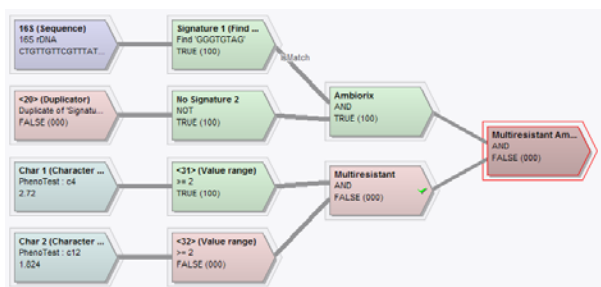 16S (Sequence)
16S rDNA
CTGTTGTTCGTTTAT...
Signature 1 (Find ...
Find 'GGGTGTAG'
TRUE (100)
isMatch
<20> (Duplicator)
Duplicate of 'Signatu...
FALSE (000)
No Signature 2
NOT
TRUE (100)
Ambiorix
AND
TRUE (100)
Multiresistant Am...
AND
FALSE (000)
Char 1 (Character ...
PhenoTest : c4
2.72
<31> (Value range)
>= 2
TRUE (100)
Multiresistant
AND
FALSE (000)
Char 2 (Character ...
PhenoTest : c12
1.824
<32> (Value range)
>= 2
FALSE (000)